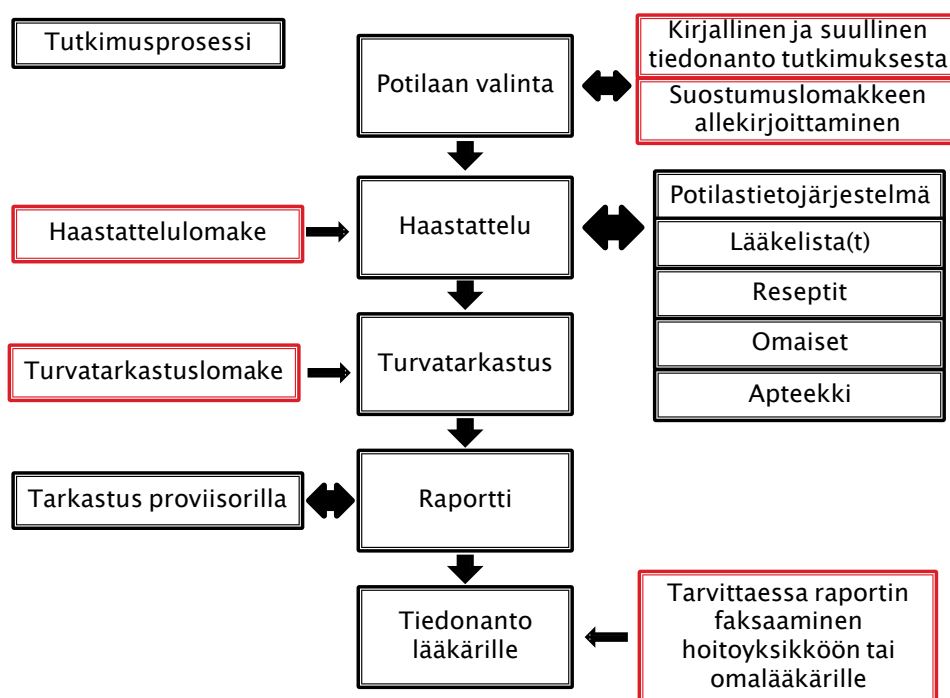 Tutkimusprosessi
Potilaan valinta
Kirjallinen ja suullinen
tiedonanto tutkimuksesta
Suostumuslomakkeen
allekirjoittaminen
Haastattelulomake
Haastattelu
Potilastietojärjestelmä
Lääkelista(t)
Reseptit
Omaiset
Apteekki
Turvatarkastuslomake
Turvatarkastus
Tarkastus proviisorilla
Raportti
Tiedonanto
lääkärille
Tarvittaessa raportin
faksaaminen
hoitoyksikköön tai
omalääkärille